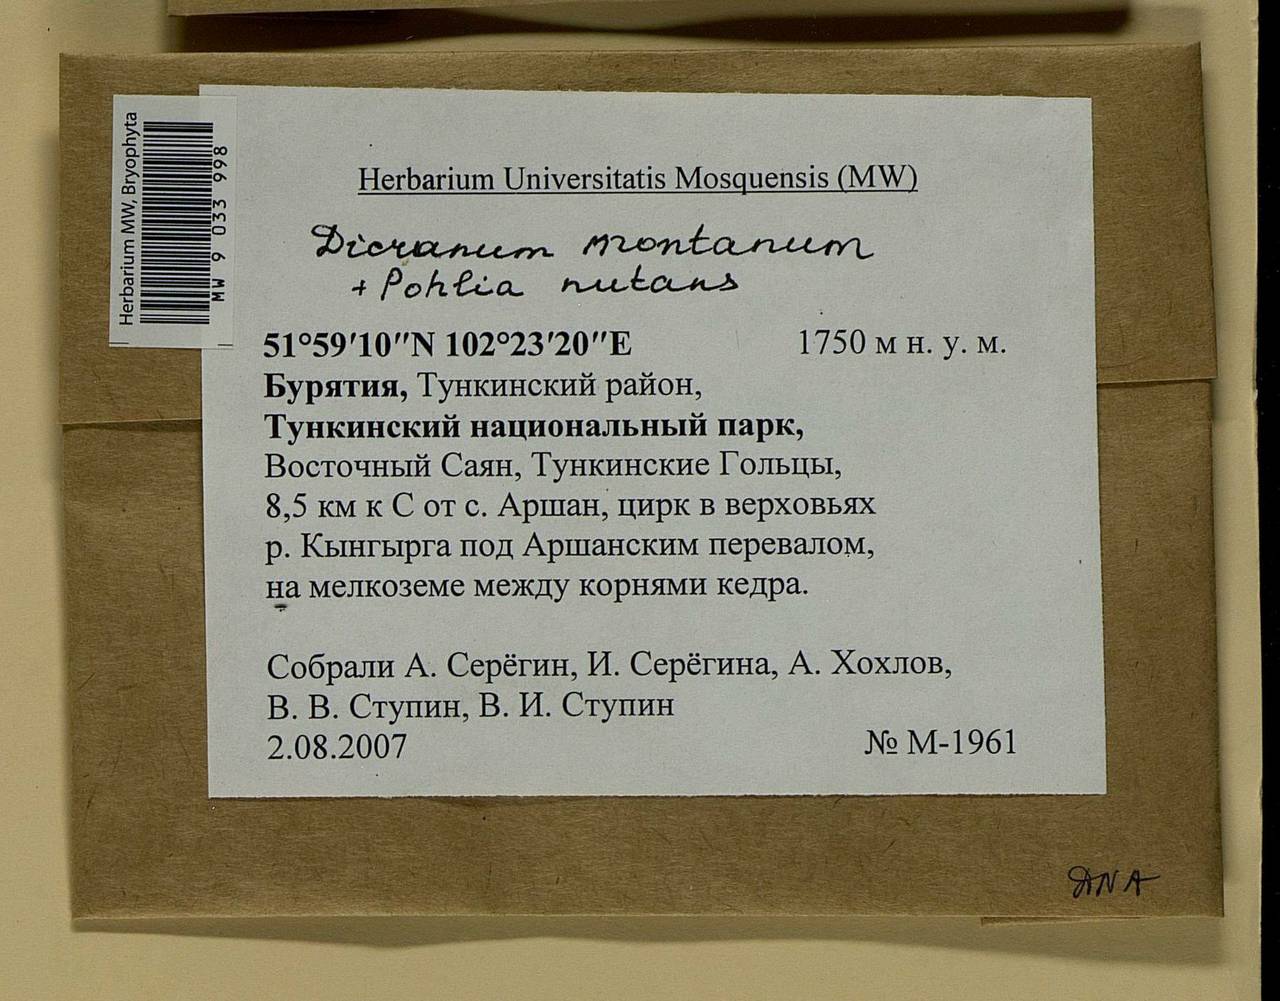 Herbarium MW, Bryophyta
MW 9 033 998
Herbarium Universitatis Mosquensis (MW)
Dicranum montanum
+ Pohlia nutans
51°59′10″N 102°23′20″E 1750 м н. у. м.
Бурятия, Тункинский район,
Тункинский национальный парк,
Восточный Саян, Тункинские Гольцы,
8,5 км к С от с. Аршан, цирк в верховьях
р. Кынгырга под Аршанским перевалом,
на мелкоземе между корнями кедра.
Собрали А. Серёгин, И. Серёгина, А. Хохлов,
В. В. Ступин, В. И. Ступин
2.08.2007 № М-1961
DNA